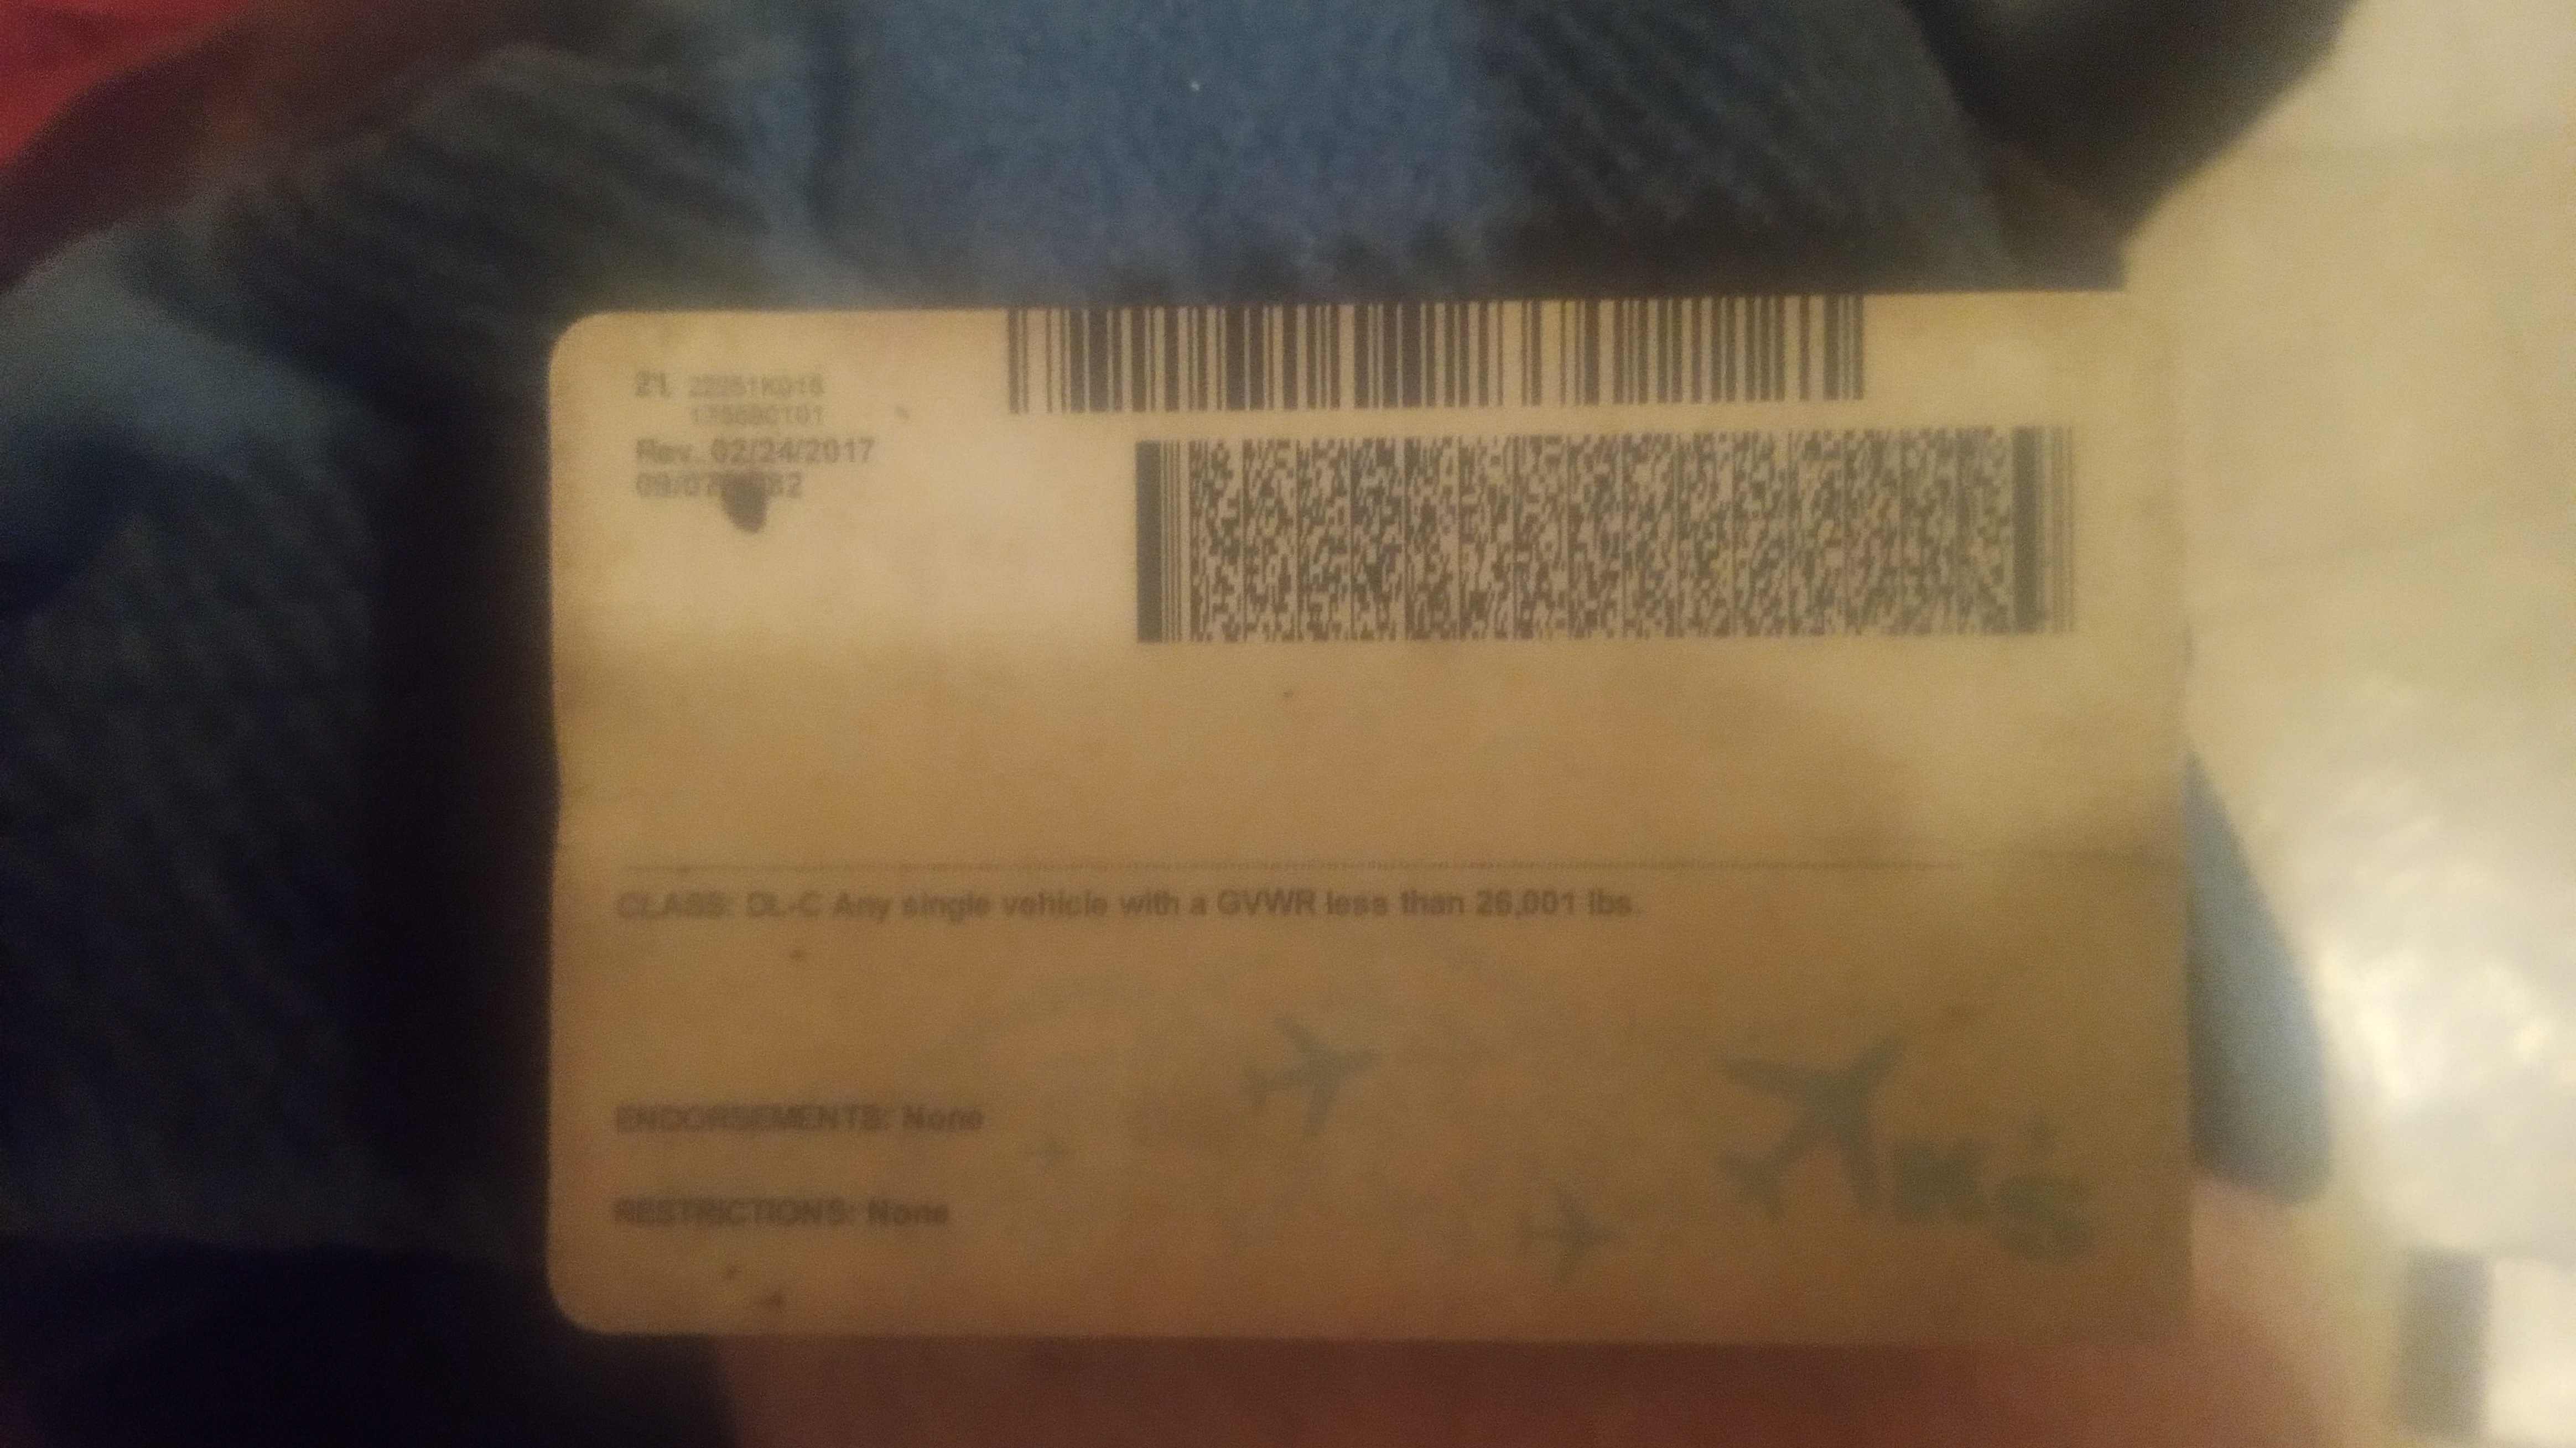 21.
Rev. 02/24/2017
CLASS: DL-C Any single vehicle with a GVWR less than 26,001 lbs.
ENDORSEMENTS: None
RESTRICTIONS: None